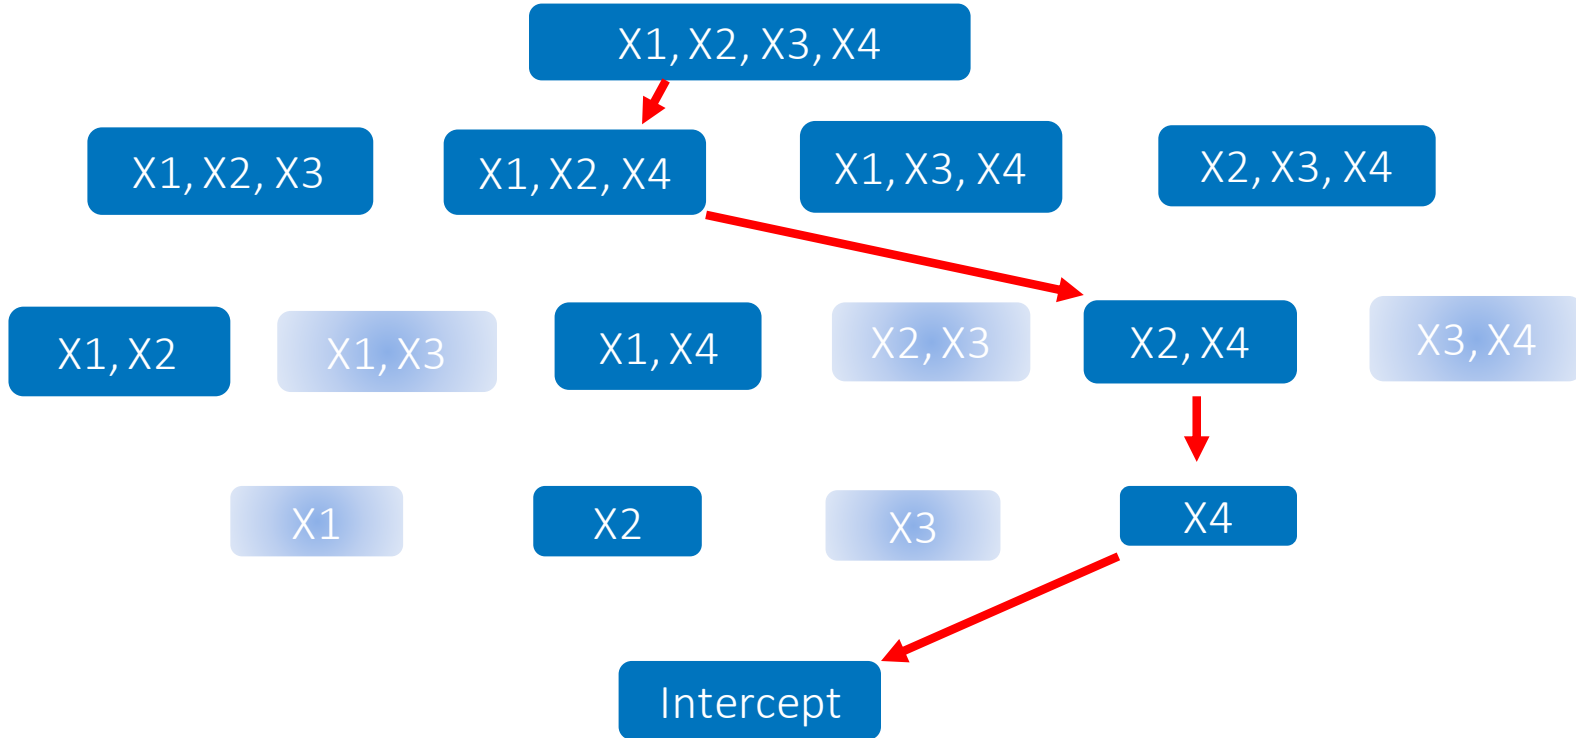 X1, X2, X3, X4
X1, X2, X3
X1, X2, X4
X1, X3, X4
X2, X3, X4
X1, X2
X1, X3
X1, X4
X2, X3
X2, X4
X3, X4
X1
X2
X3
X4
Intercept